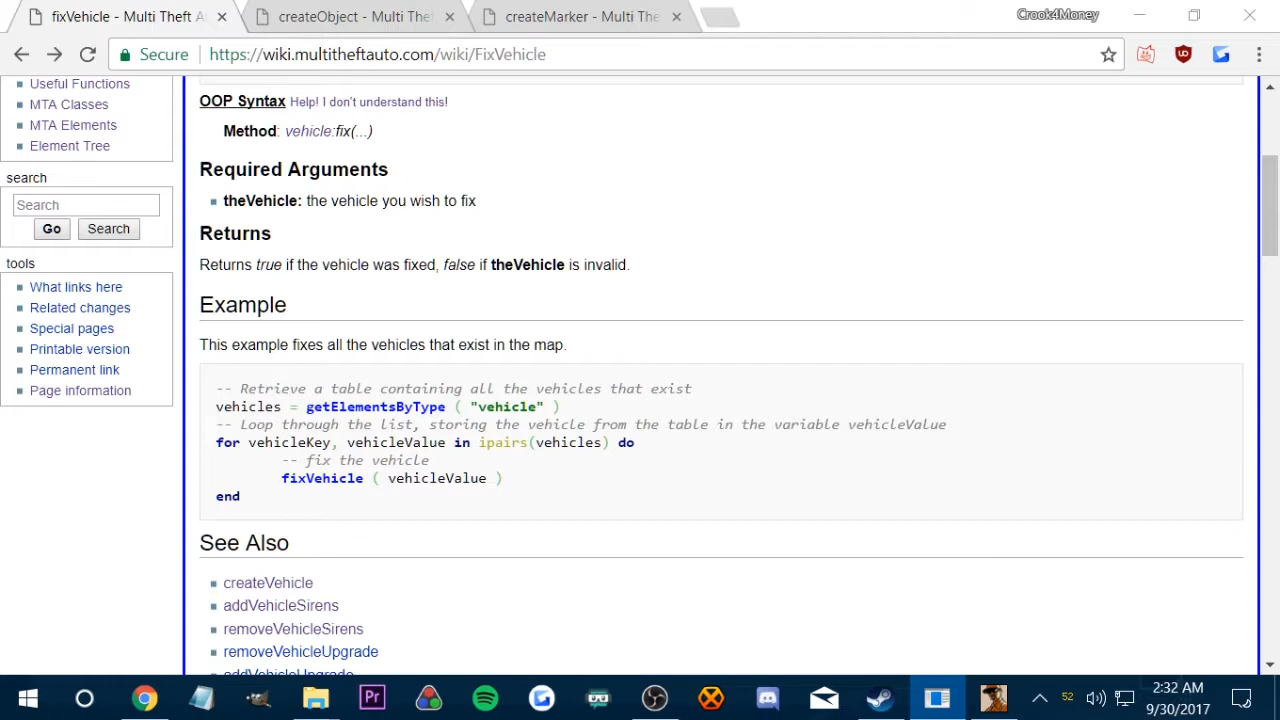 fixVehicle - Multi Theft A
createObject - Multi Thef
createMarker - Multi The
Crook4Money
Secure
https://wiki.multitheftauto.com/wiki/FixVehicle
Useful Functions
MTA Classes
MTA Elements
Element Tree
search
Search
Go
Search
tools
What links here
Related changes
Special pages
Printable version
Permanent link
Page information
OOP Syntax Help! I don't understand this!
Method: vehicle:fix(...)
Required Arguments
theVehicle: the vehicle you wish to fix
Returns
Returns true if the vehicle was fixed, false if theVehicle is invalid.
Example
This example fixes all the vehicles that exist in the map.
-- Retrieve a table containing all the vehicles that exist
vehicles = getElementsByType ( "vehicle" )
-- Loop through the list, storing the vehicle from the table in the variable vehicleValue
for vehicleKey, vehicleValue in ipairs(vehicles) do
-- fix the vehicle
fixVehicle ( vehicleValue )
end
See Also
createVehicle
addVehicleSirens
removeVehicleSirens
removeVehicleUpgrade
addVehicleUpgrade
Pr
52
2:32 AM
9/30/2017